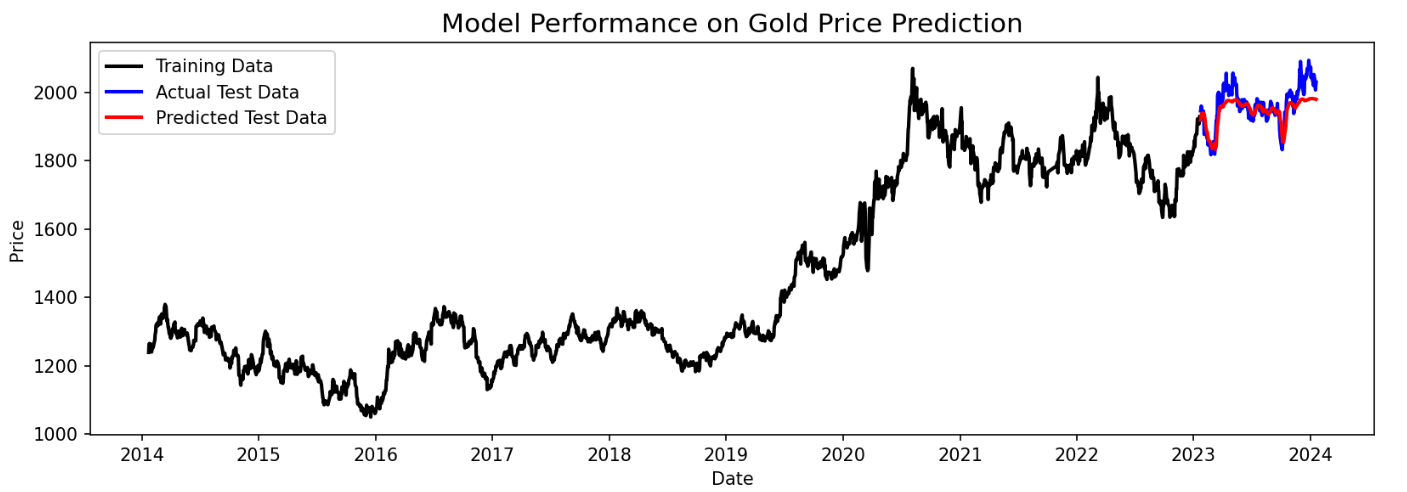 Model Performance on Gold Price Prediction
Training Data
Actual Test Data
Predicted Test Data
Price
2000
1800
1600
1400
1200
1000
2014 2015 2016 2017 2018 2019 2020 2021 2022 2023 2024
Date